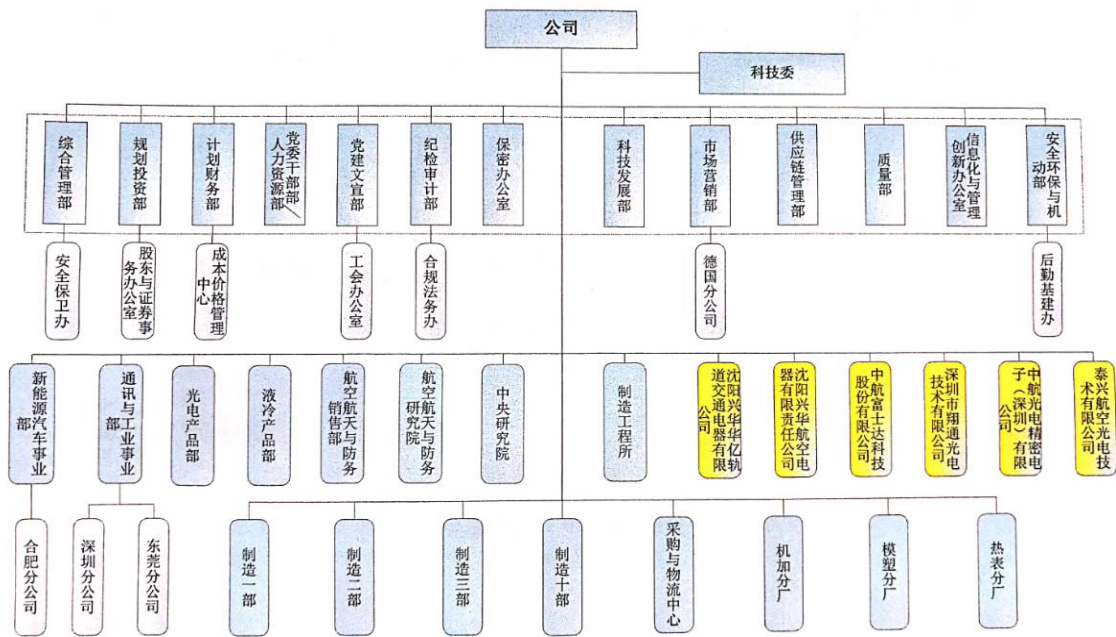 公司
科技委
综合管理部
规划投资部
计划财务部
党委干部部/
人力资源部
党建文宣部
纪检审计部
保密办公室
科技发展部
市场营销部
供应链管理部
质量部
信息化与管理
创新办公室
安全环保与机
动部
安全保卫办
股东与证券事
务办公室
成本价格管理
中心
工会办公室
合规法务办
德国分公司
后勤基建办
新能源汽车事业
部
通讯与工业事业
部
光电产品部
液冷产品部
航空航天与防务
销售部
航空航天与防务
研究院
中央研究院
制造工程所
沈阳兴华华亿轨
道交通电器有限
公司
沈阳兴华航空电
器有限责任公司
中航富士达科技
股份有限公司
深圳市翔通光电
技术有限公司
中航光电精密电
子（深圳）有限
公司
泰兴航空光电技
术有限公司
合肥分公司
深圳分公司
东莞分公司
制造一部
制造二部
制造三部
制造十部
采购与物流中心
机加分厂
模塑分厂
热表分厂